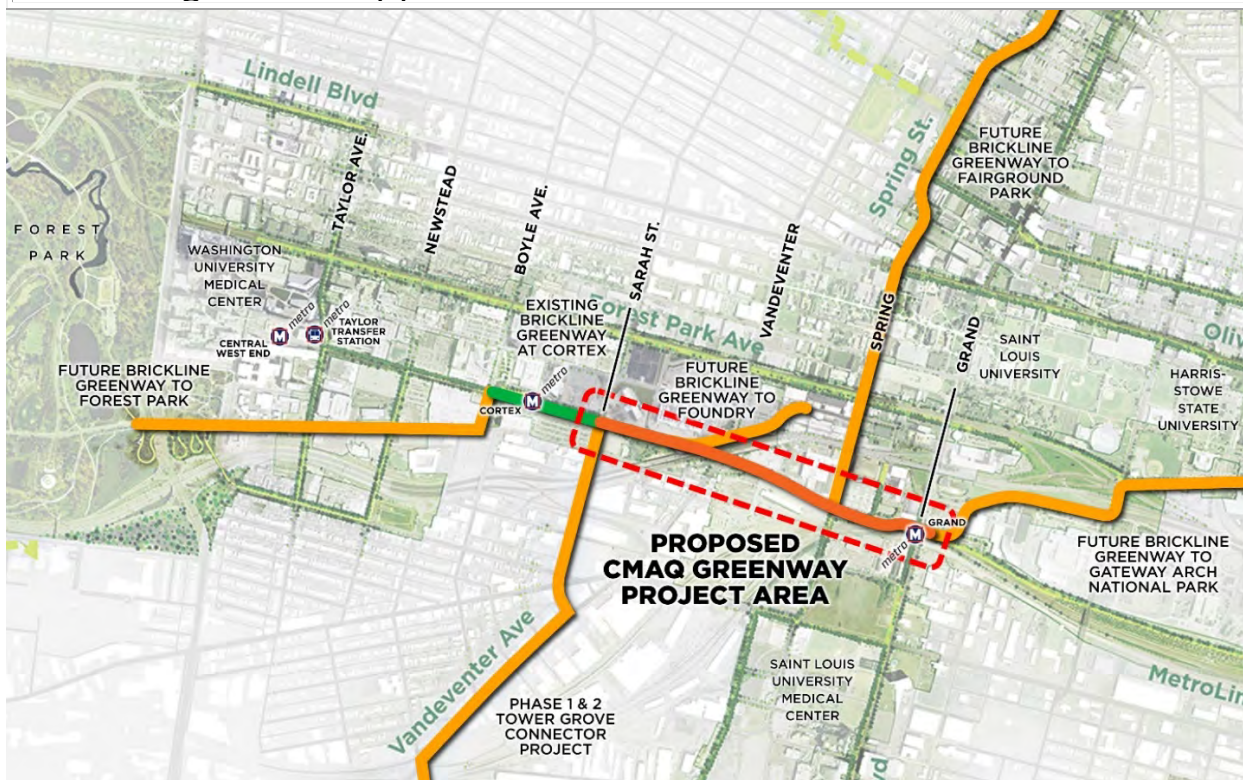 Lindell Blvd
TAYLOR AVE.
NEWSTEAD
BOYLE AVE.
SARAH ST.
VANDEVENTER
Spring St.
SPRING
GRAND
FUTURE
BRICKLINE
GREENWAY TO
FAIRGROUND
PARK
FOREST
PARK
WASHINGTON
UNIVERSITY
MEDICAL
CENTER
M metro
metro
CENTRAL
WEST END
TAYLOR
TRANSFER
STATION
EXISTING
BRICKLINE
GREENWAY
AT CORTEX
Forest Park Ave
SAINT
LOUIS
UNIVERSITY
Oliv
HARRIS-
STOWE
STATE
UNIVERSITY
FUTURE BRICKLINE
GREENWAY TO
FOREST PARK
CORTEX
M metro
FUTURE
BRICKLINE
GREENWAY TO
FOUNDRY
GRAND
M metro
PROPOSED
CMAQ GREENWAY
PROJECT AREA
FUTURE BRICKLINE
GREENWAY TO
GATEWAY ARCH
NATIONAL PARK
Vandeventer Ave
PHASE 1 & 2
TOWER GROVE
CONNECTOR
PROJECT
SAINT LOUIS
UNIVERSITY
MEDICAL
CENTER
MetroLin
vd